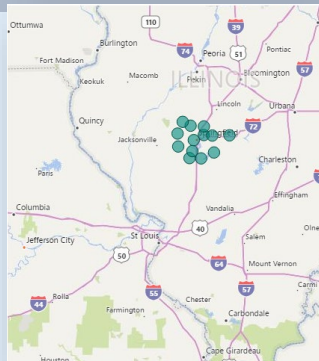 Ottumwa
110
39
Burlington
74
Peoria
51
Pontiac
Fort Madison
57
Keokuk
Macomb
Pekin
Bloomington
ILLINOIS
Lincoln
Urbana
Quincy
72
Jacksonville
Charleston
Paris
Effingham
Columbia
Vandalia
40
Jefferson City
St Louis
Salem
50
64
Mount Vernon
Carmi
44
Rolla
55
57
Farmington
Chester
Carbondale
Cape Girardeau
Houston